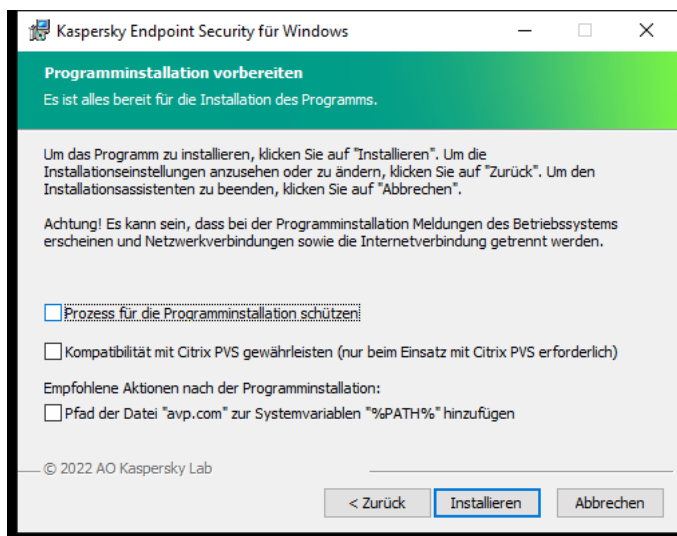 Kaspersky Endpoint Security für Windows
Programminstallation vorbereiten
Es ist alles bereit für die Installation des Programms.
Um das Programm zu installieren, klicken Sie auf "Installieren". Um die
Installationseinstellungen anzusehen oder zu ändern, klicken Sie auf "Zurück". Um den
Installationsassistenten zu beenden, klicken Sie auf "Abbrechen".
Achtung! Es kann sein, dass bei der Programminstallation Meldungen des Betriebssystems
erscheinen und Netzwerkverbindungen sowie die Internetverbindung getrennt werden.
Prozess für die Programminstallation schützen
Kompatibilität mit Citrix PVS gewährleisten (nur beim Einsatz mit Citrix PVS erforderlich)
Empfohlene Aktionen nach der Programminstallation:
Pfad der Datei "avp.com" zur Systemvariablen "%PATH%" hinzufügen
© 2022 AO Kaspersky Lab
< Zurück Installieren Abbrechen